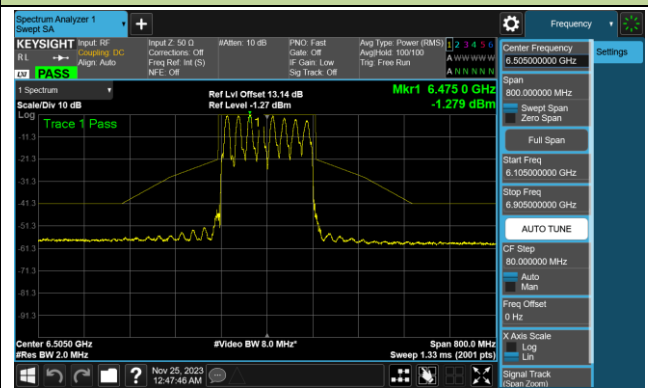 Spectrum Analyzer 1
Swept SA
Frequency
KEYSIGHT
Input: RF
Coupling: DC
Align: Auto
Input Z: 50 Ω
Corrections: Off
Freq Ref: Int (S)
NFE: Off
#Atten: 10 dB
PNO: Fast
Gate: Off
IF Gain: Low
Sig Track: Off
Avg Type: Power (RMS)
Avg|Hold: 100/100
Trig: Free Run
1 2 3 4 5 6
A W W W W W
A N N N N N
R L
LXI
PASS
1 Spectrum
Scale/Div 10 dB
Ref Lvl Offset 13.14 dB
Ref Level -1.27 dBm
Mkr1 6.475 0 GHz
-1.279 dBm
Log
Trace 1 Pass
1
-11.3
-21.3
-31.3
-41.3
-51.3
-61.3
-71.3
-81.3
-91.3
Center 6.5050 GHz
#Res BW 2.0 MHz
#Video BW 8.0 MHz*
Span 800.0 MHz
Sweep 1.33 ms (2001 pts)
Nov 25, 2023
12:47:46 AM
Center Frequency
6.505000000 GHz
Settings
Span
800.000000 MHz
Swept Span
Zero Span
Full Span
Start Freq
6.105000000 GHz
Stop Freq
6.905000000 GHz
AUTO TUNE
CF Step
80.000000 MHz
Auto
Man
Freq Offset
0 Hz
X Axis Scale
Log
Lin
Signal Track
(Span Zoom)